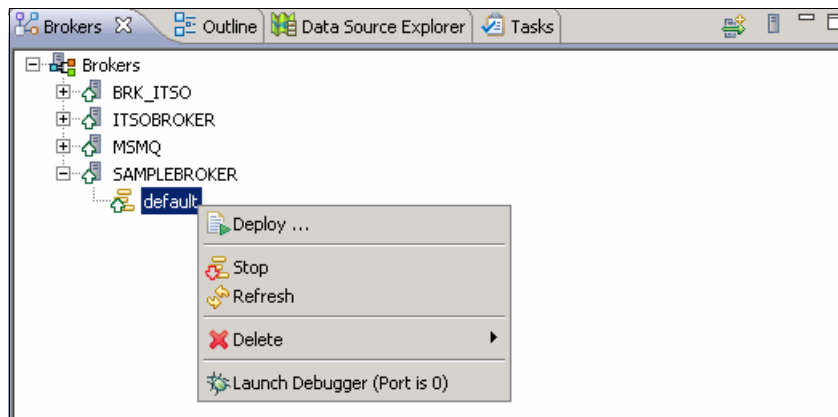 Brokers Outline Data Source Explorer Tasks
Brokers
BRK_ITSO
ITSOBROKER
MSMQ
SAMPLEBROKER
default
Deploy ...
Stop
Refresh
Delete
Launch Debugger (Port is 0)